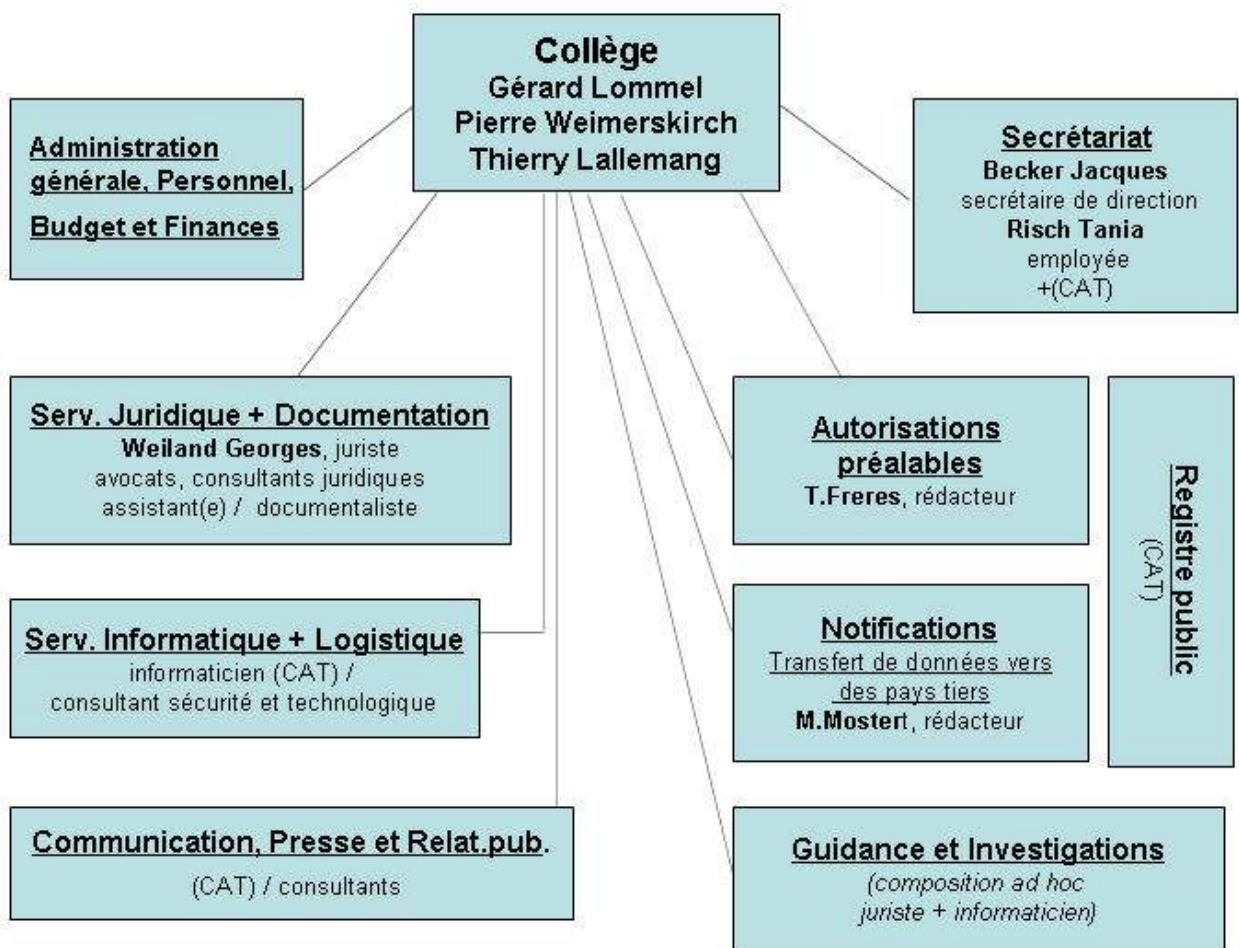 Collège
Gérard Lommel
Pierre Weimerskirch
Thierry Lallemang
Administration
générale, Personnel,
Budget et Finances
Secrétariat
Becker Jacques
secrétaire de direction
Risch Tania
employée
+(CAT)
Serv. Juridique + Documentation
Weiland Georges, juriste
avocats, consultants juridiques
assistant(e) / documentaliste
Autorisations
préalables
T.Freres, rédacteur
Registre public
(CAT)
Serv. Informatique + Logistique
informaticien (CAT) /
consultant sécurité et technologique
Notifications
Transfert de données vers
des pays tiers
M.Mostert, rédacteur
Communication, Presse et Relat.pub.
(CAT) / consultants
Guidance et Investigations
(composition ad hoc
juriste + informaticien)